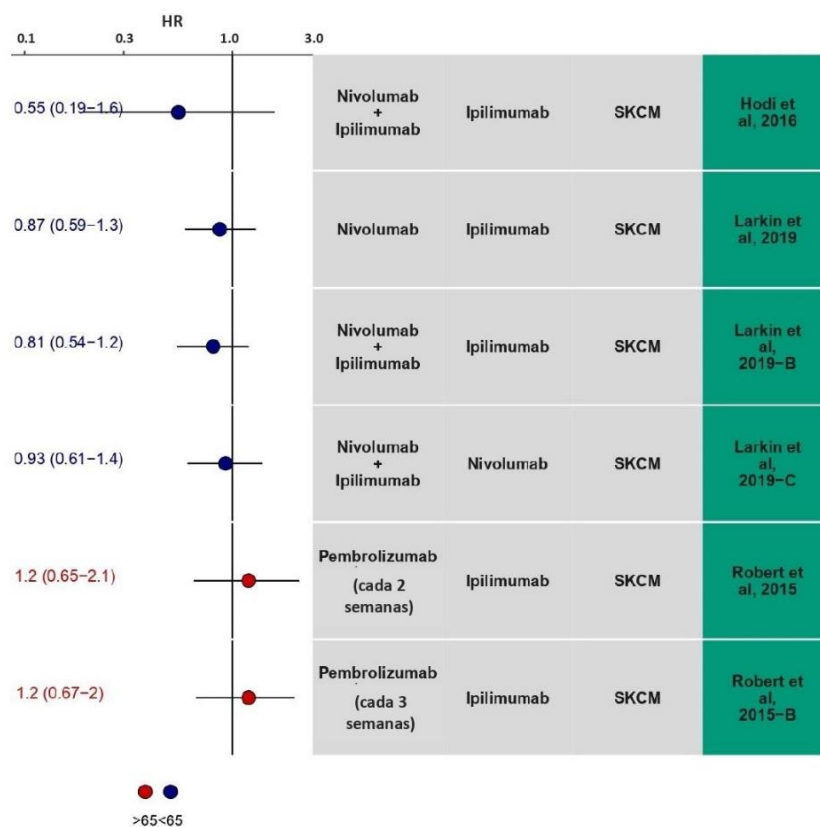 HR
0.1 0.3 1.0 3.0
0.55 (0.19−1.6)
Nivolumab
+
Ipilimumab
Ipilimumab
SKCM
Hodi
et al, 2016
0.87 (0.59−1.3)
Nivolumab
Ipilimumab
SKCM
Larkin
et al, 2019
0.81 (0.54−1.2)
Nivolumab
+
Ipilimumab
Ipilimumab
SKCM
Larkin et
al,
2019−B
0.93 (0.61−1.4)
Nivolumab
+
Ipilimumab
Nivolumab
SKCM
Larkin et
al,
2019−C
1.2 (0.65−2.1)
Pembrolizumab
(cada 2
semanas)
Ipilimumab
SKCM
Robert
et al, 2015
1.2 (0.67−2)
Pembrolizumab
(cada 3
semanas)
Ipilimumab
SKCM
Robert
et al,
2015−B
>65<65